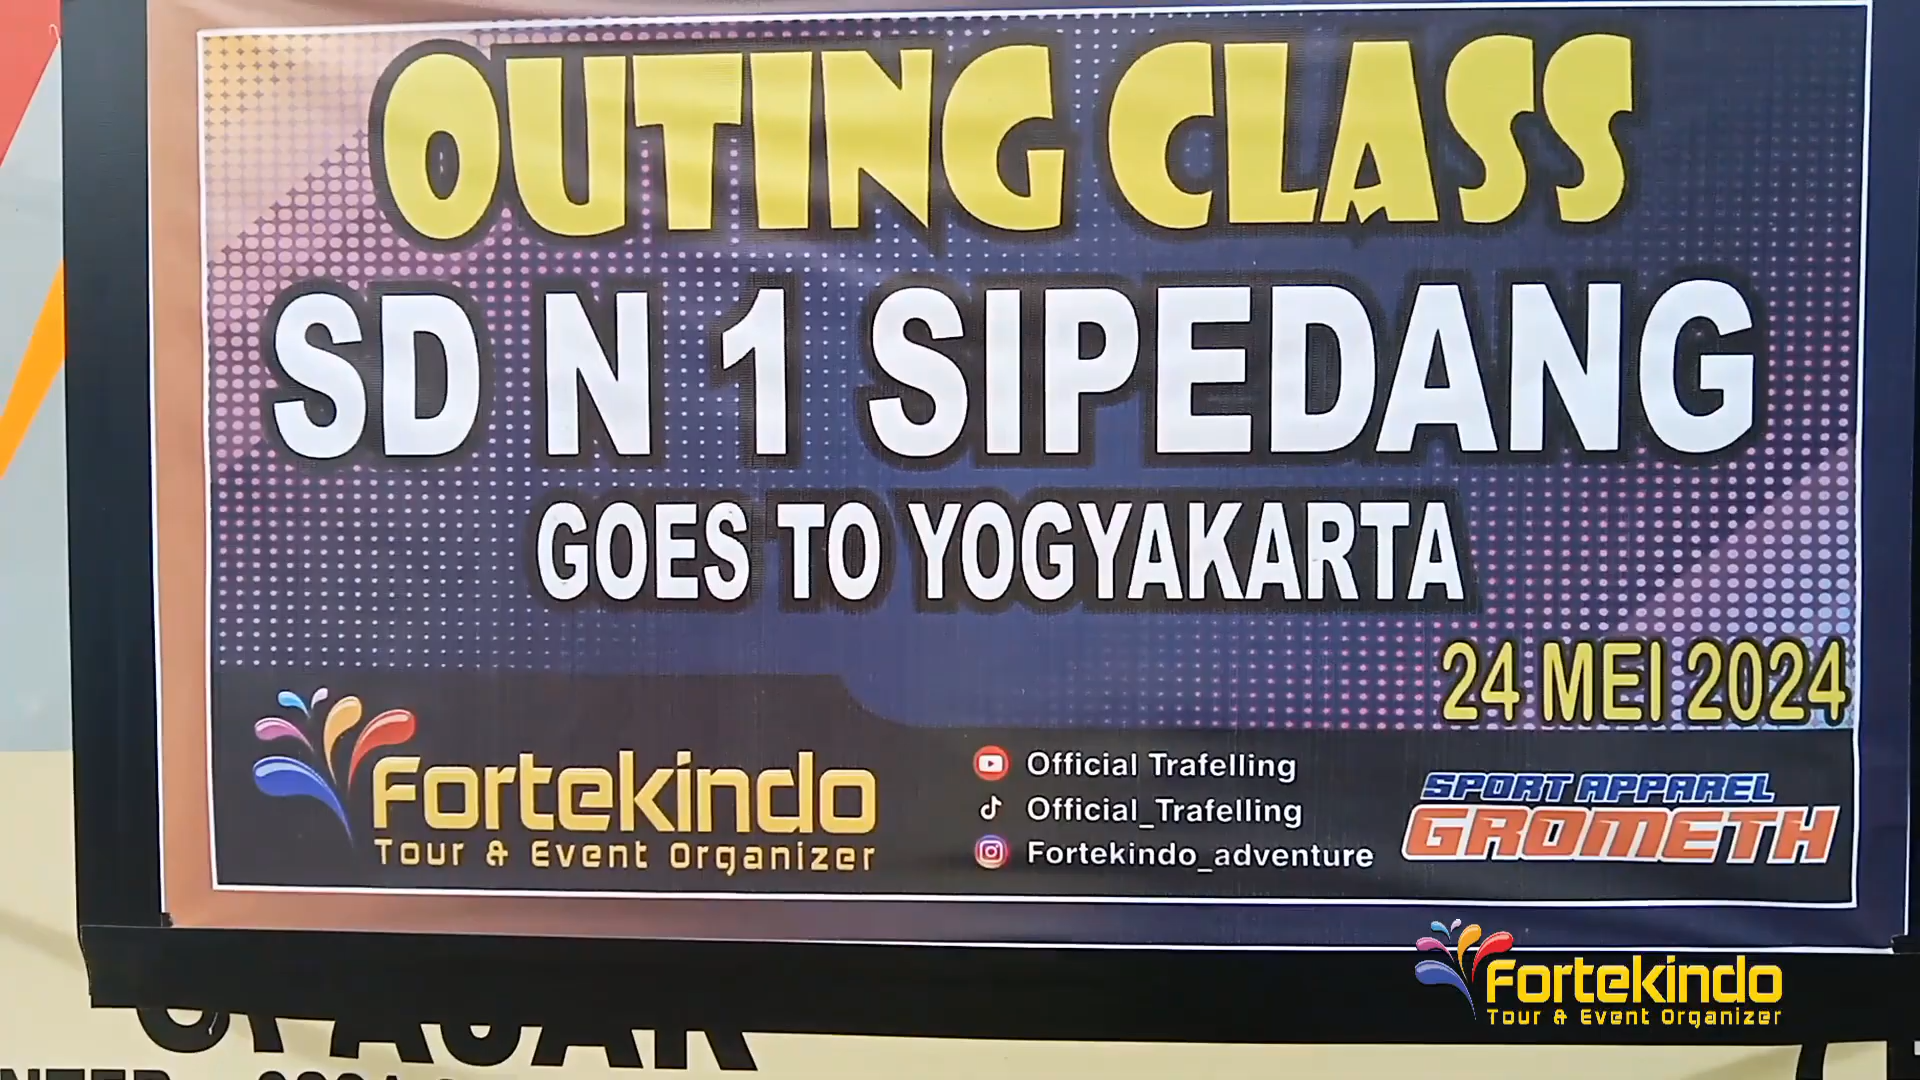 OUTING CLASS
SD N 1 SIPEDANG
GOES TO YOGYAKARTA
24 MEI 2024
Fortekindo
Tour & Event Organizer
Official Trafelling
Official_Trafelling
Fortekindo_adventure
SPORT APPAREL
GROMETH
Fortekindo
Tour & Event Organizer